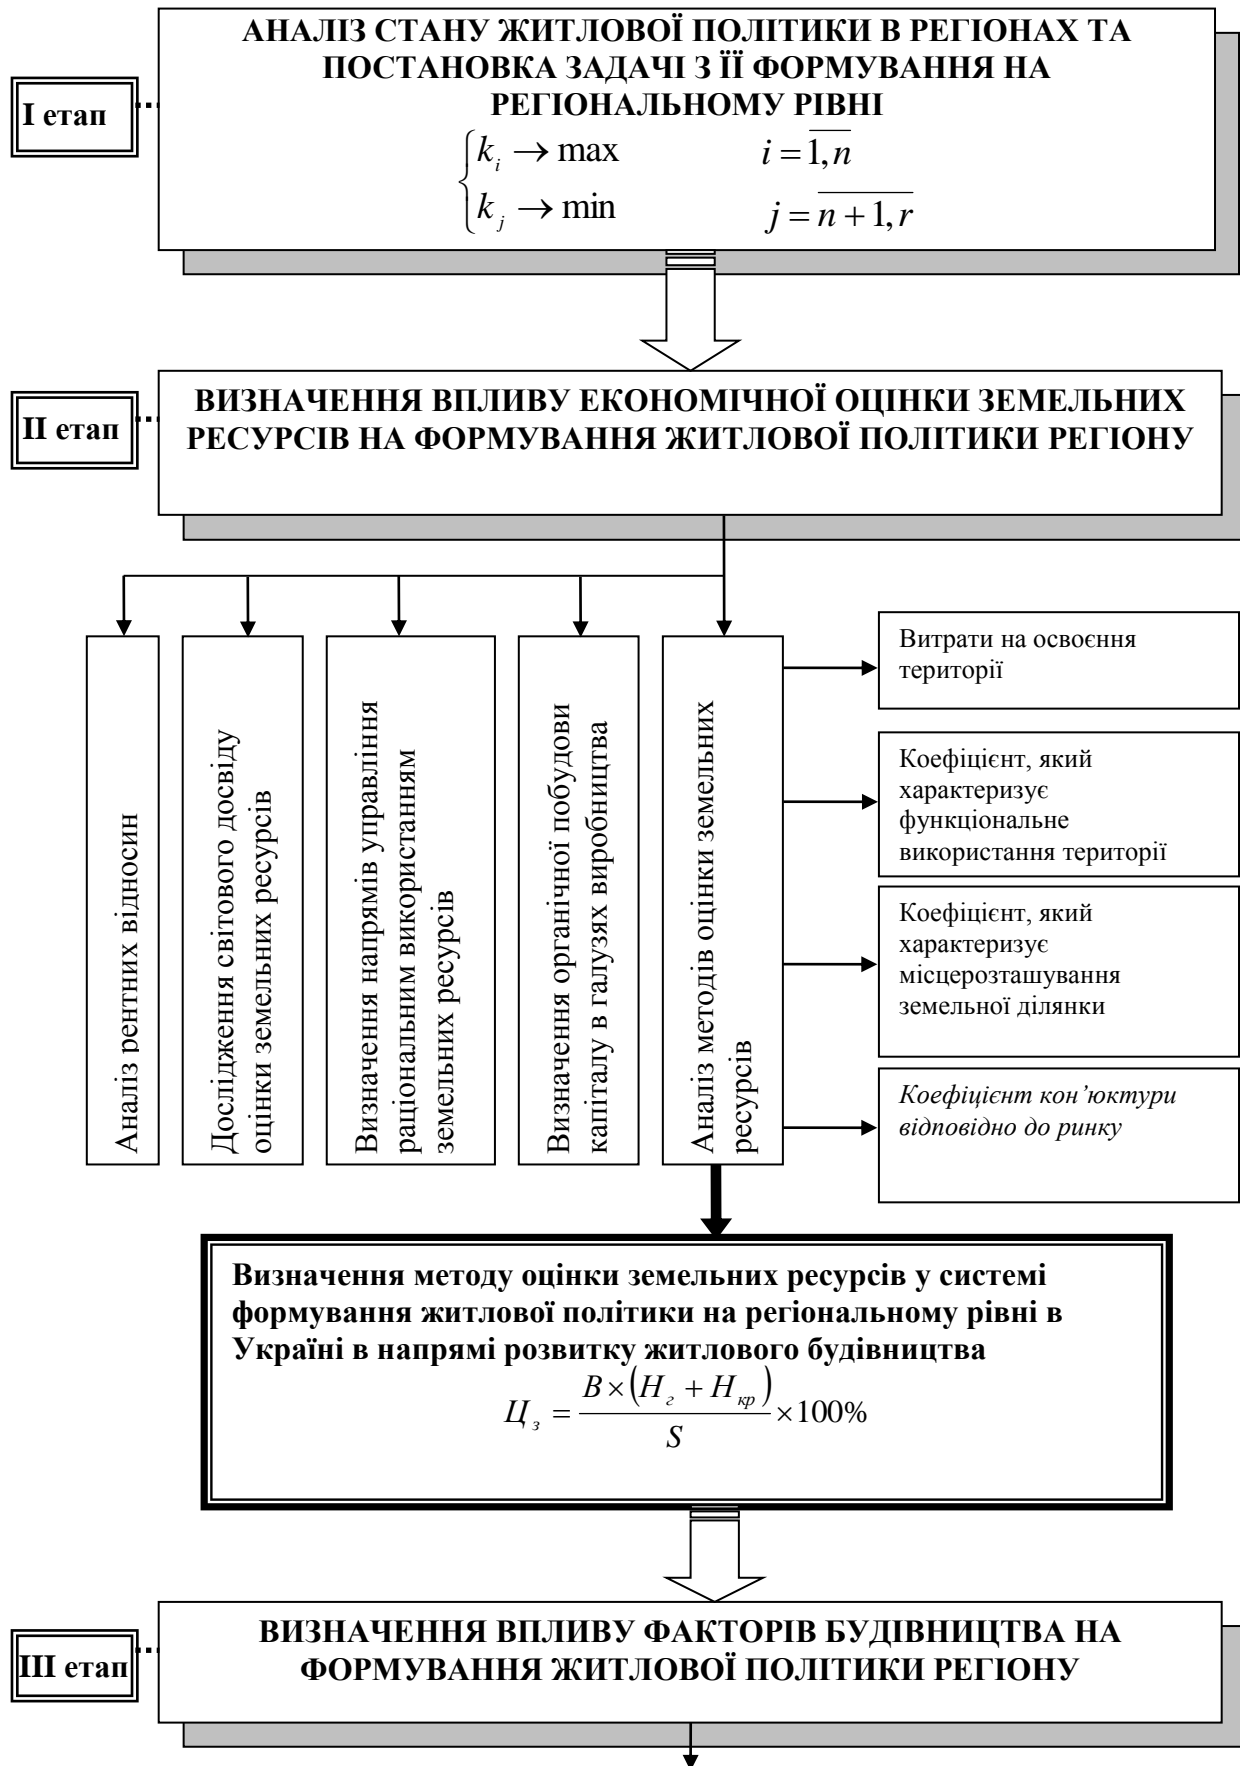 АНАЛІЗ СТАНУ ЖИТЛОВОЇ ПОЛІТИКИ В РЕГІОНАХ ТА
ПОСТАНОВКА ЗАДАЧІ З ЇЇ ФОРМУВАННЯ НА
РЕГІОНАЛЬНОМУ РІВНІ
І етап
k_i → max i = \overline{1, n}
k_j → min j = \overline{n + 1, r}
ІІ етап
ВИЗНАЧЕННЯ ВПЛИВУ ЕКОНОМІЧНОЇ ОЦІНКИ ЗЕМЕЛЬНИХ
РЕСУРСІВ НА ФОРМУВАННЯ ЖИТЛОВОЇ ПОЛІТИКИ РЕГІОНУ
Аналіз рентних відносин
Дослідження світового досвіду
оцінки земельних ресурсів
Визначення напрямів управління
раціональним використанням
земельних ресурсів
Визначення органічної побудови
капіталу в галузях виробництва
Аналіз методів оцінки земельних
ресурсів
Витрати на освоєння
території
Коефіцієнт, який
характеризує
функціональне
використання території
Коефіцієнт, який
характеризує
місцерозташування
земельної ділянки
Коефіцієнт кон’юктури
відповідно до ринку
Визначення методу оцінки земельних ресурсів у системі
формування житлової політики на регіональному рівні в
Україні в напрямі розвитку житлового будівництва
Ц_з = \frac{В × (Н_г + Н_кр)}{S} × 100%
ІІІ етап
ВИЗНАЧЕННЯ ВПЛИВУ ФАКТОРІВ БУДІВНИЦТВА НА
ФОРМУВАННЯ ЖИТЛОВОЇ ПОЛІТИКИ РЕГІОНУ